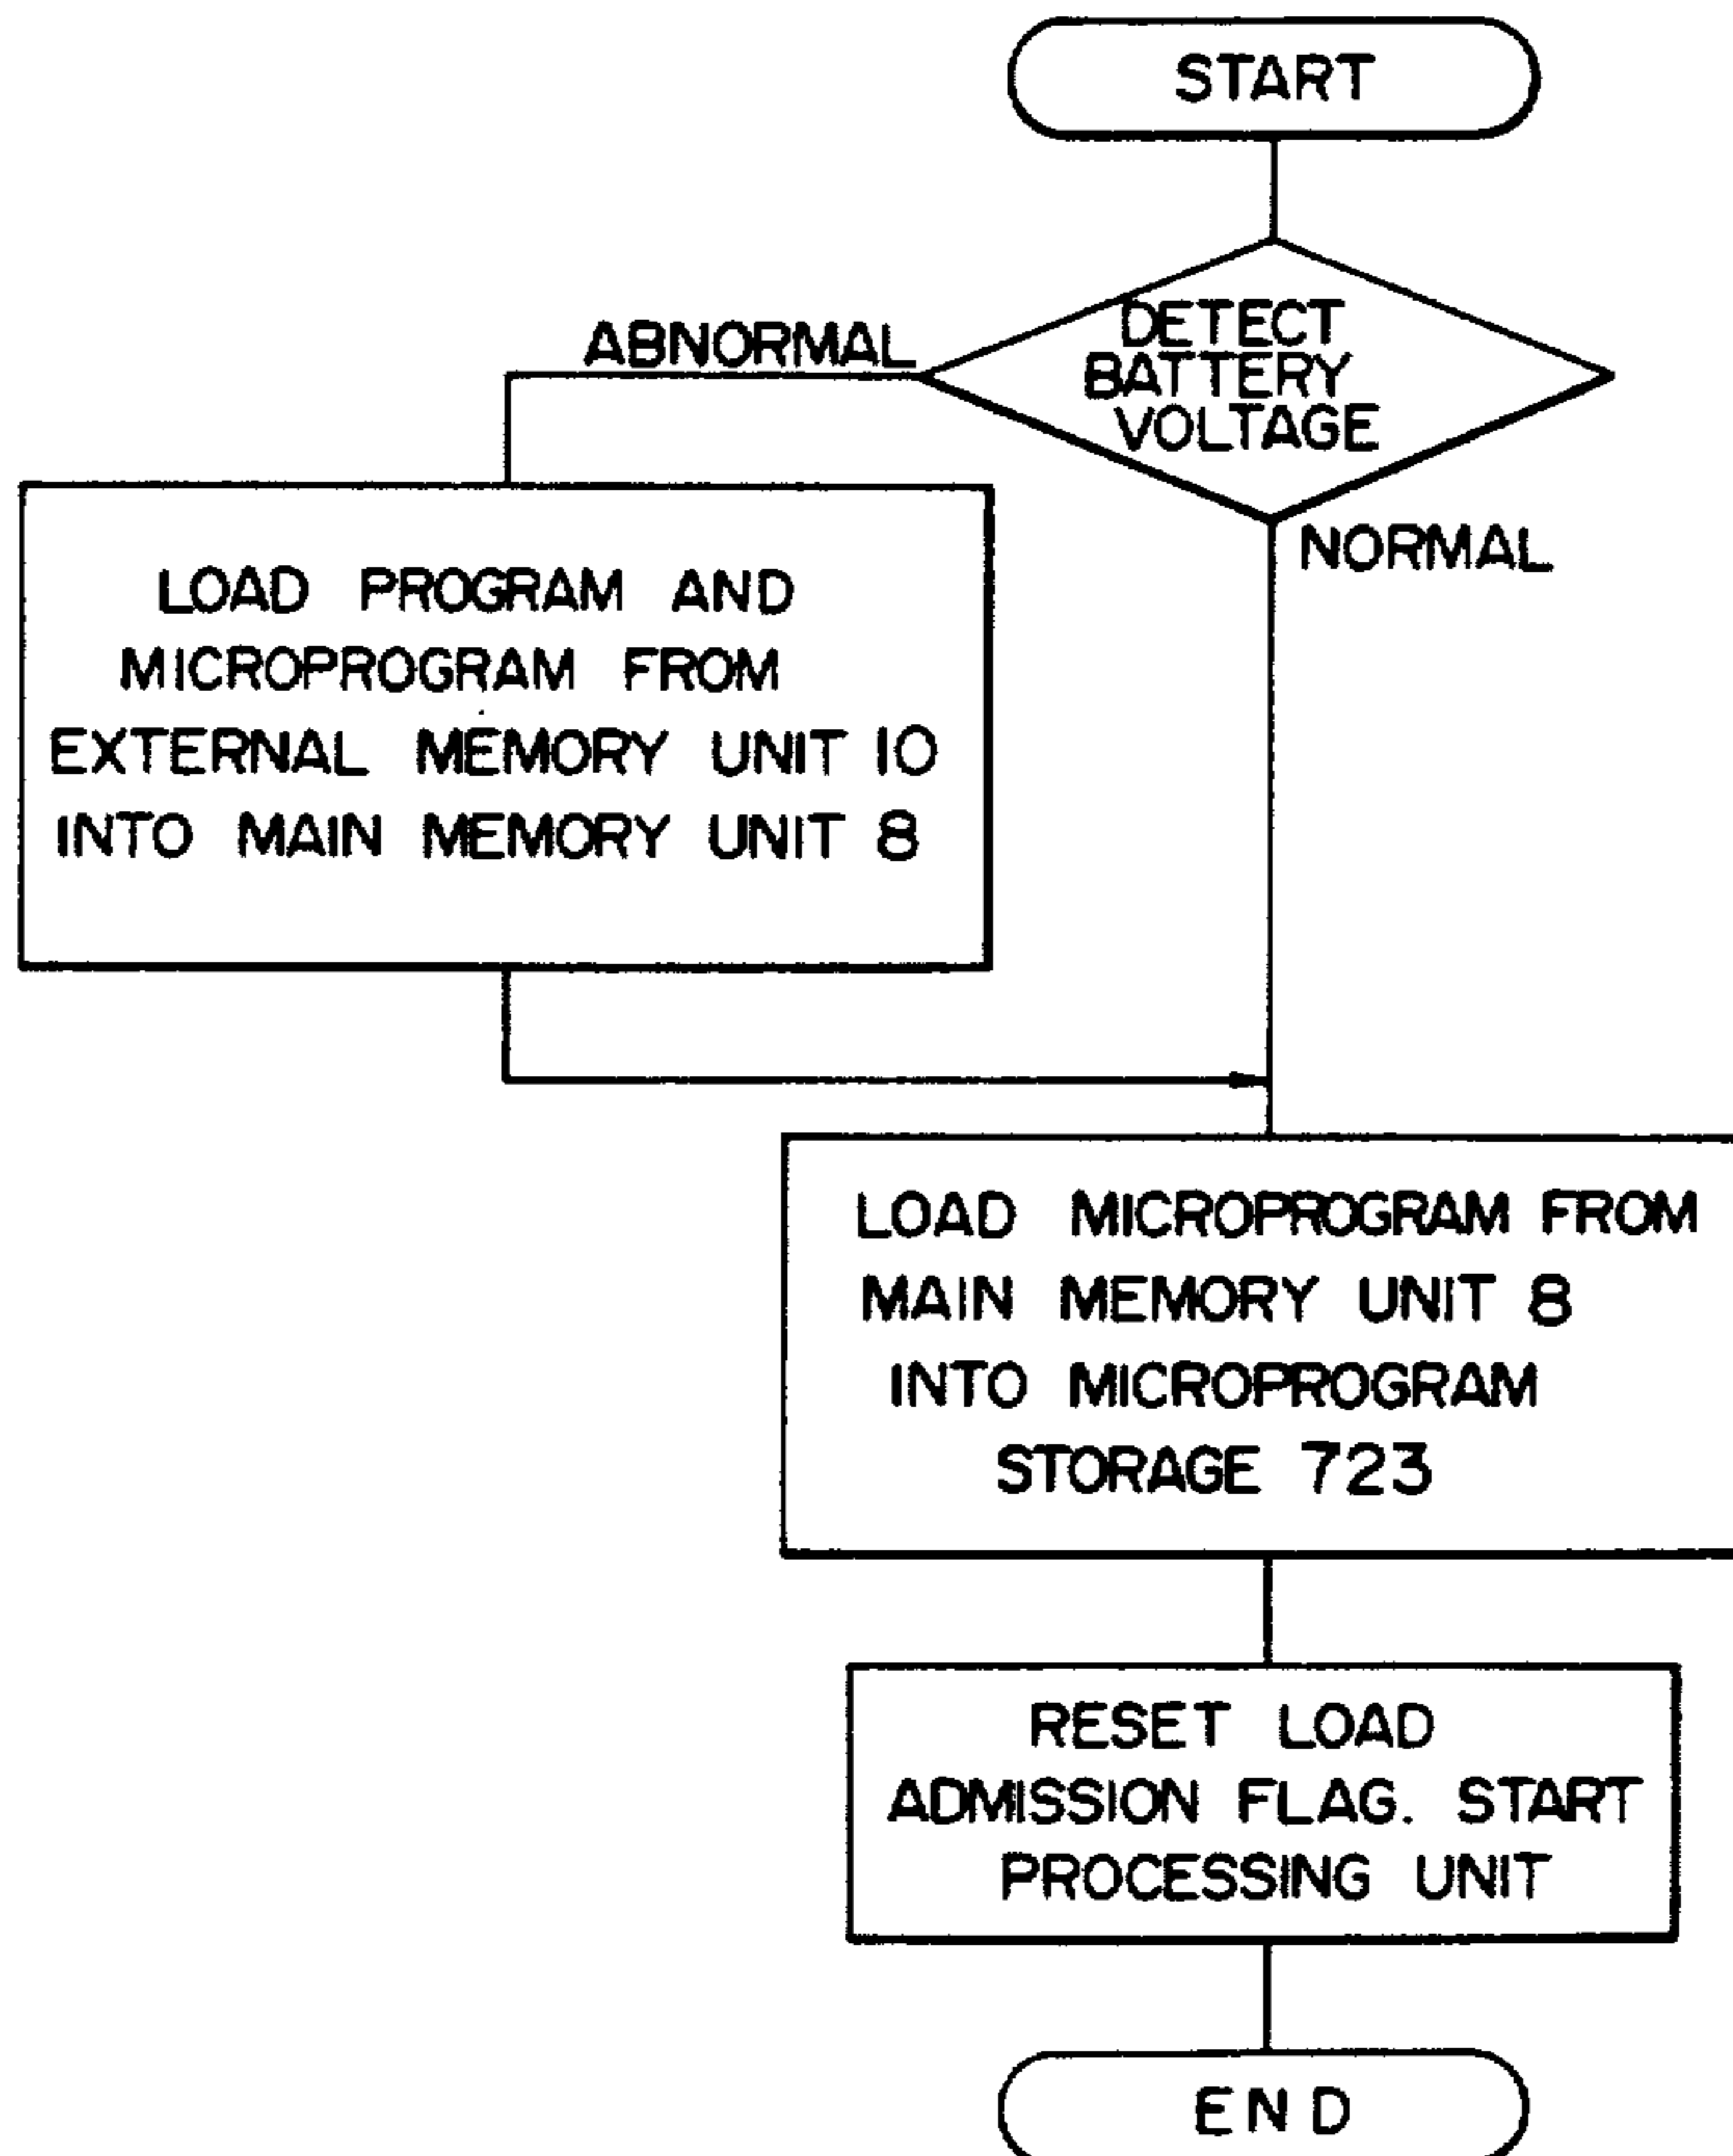 START
DETECT
BATTERY
VOLTAGE
ABNORMAL
NORMAL
LOAD PROGRAM AND
MICROPROGRAM FROM
EXTERNAL MEMORY UNIT 10
INTO MAIN MEMORY UNIT 8
LOAD MICROPROGRAM FROM
MAIN MEMORY UNIT 8
INTO MICROPROGRAM
STORAGE 723
RESET LOAD
ADMISSION FLAG. START
PROCESSING UNIT
END